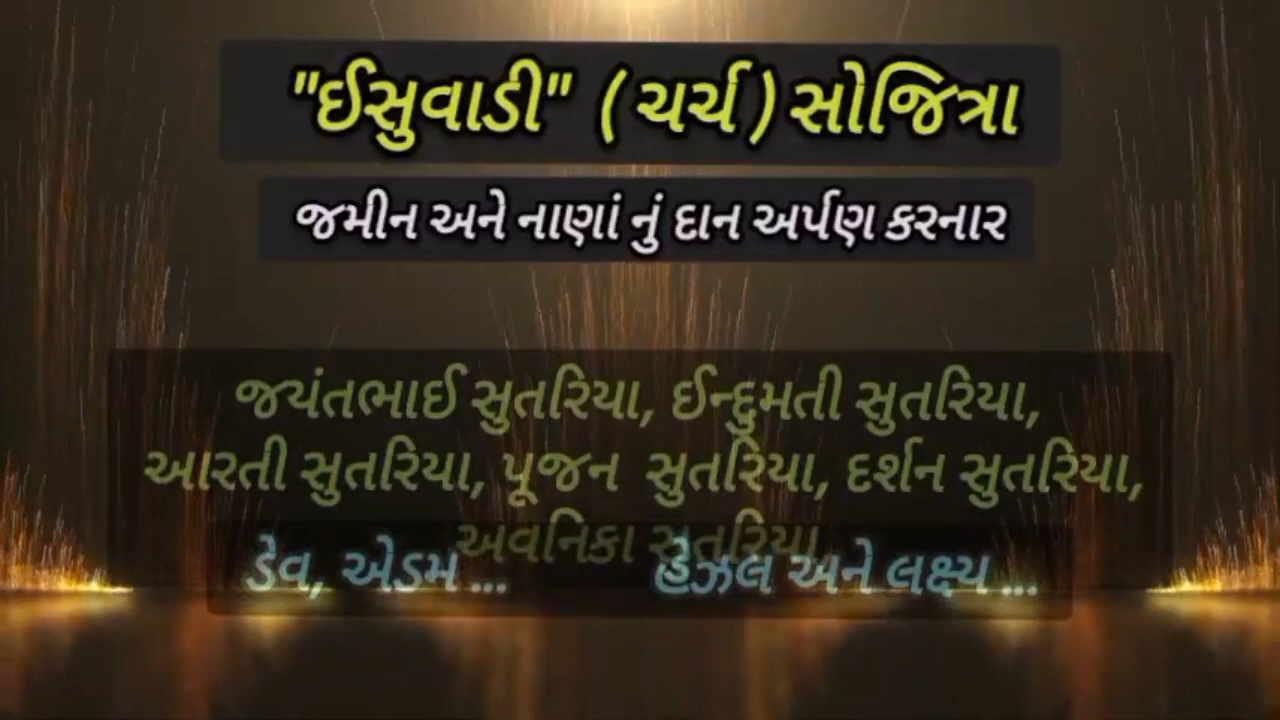 "ઈસુવાડી" ( ચર્ચ ) સોજિત્રા
જમીન અને નાણાં નું દાન અર્પણ કરનાર
જયંતભાઈ સુતરિયા, ઈન્દુમતી સુતરિયા,
આરતી સુતરિયા, પૂજન સુતરિયા, દર્શન સુતરિયા,
અવનિકા સુતરિયા
ડેવ, એડમ ... હેઝલ અને લક્ષ્ય ...